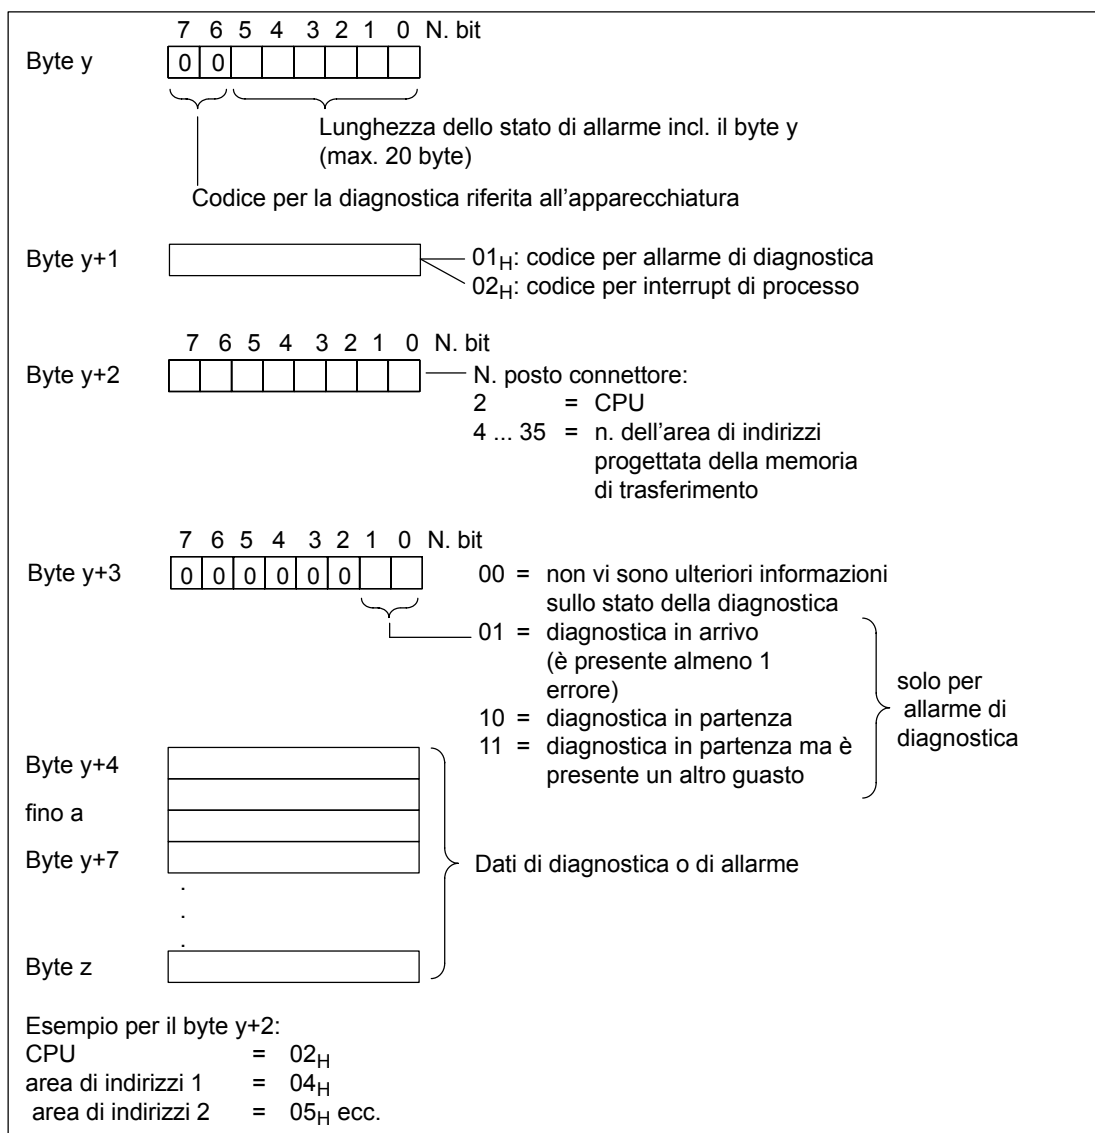 7 6 5 4 3 2 1 0 N. bit
Byte y 0 0
Lunghezza dello stato di allarme incl. il byte y
(max. 20 byte)
Codice per la diagnostica riferita all'apparecchiatura
Byte y+1 01H: codice per allarme di diagnostica
02H: codice per interrupt di processo
7 6 5 4 3 2 1 0 N. bit
Byte y+2 N. posto connettore:
2 = CPU
4 ... 35 = n. dell'area di indirizzi
progettata della memoria
di trasferimento
7 6 5 4 3 2 1 0 N. bit
Byte y+3 0 0 0 0 0 0 00 = non vi sono ulteriori informazioni
sullo stato della diagnostica
01 = diagnostica in arrivo
(è presente almeno 1
errore)
10 = diagnostica in partenza
11 = diagnostica in partenza ma è
presente un altro guasto
solo per
allarme di
diagnostica
Byte y+4
fino a
Byte y+7
Dati di diagnostica o di allarme
.
.
.
Byte z
Esempio per il byte y+2:
CPU = 02H
area di indirizzi 1 = 04H
area di indirizzi 2 = 05H ecc.